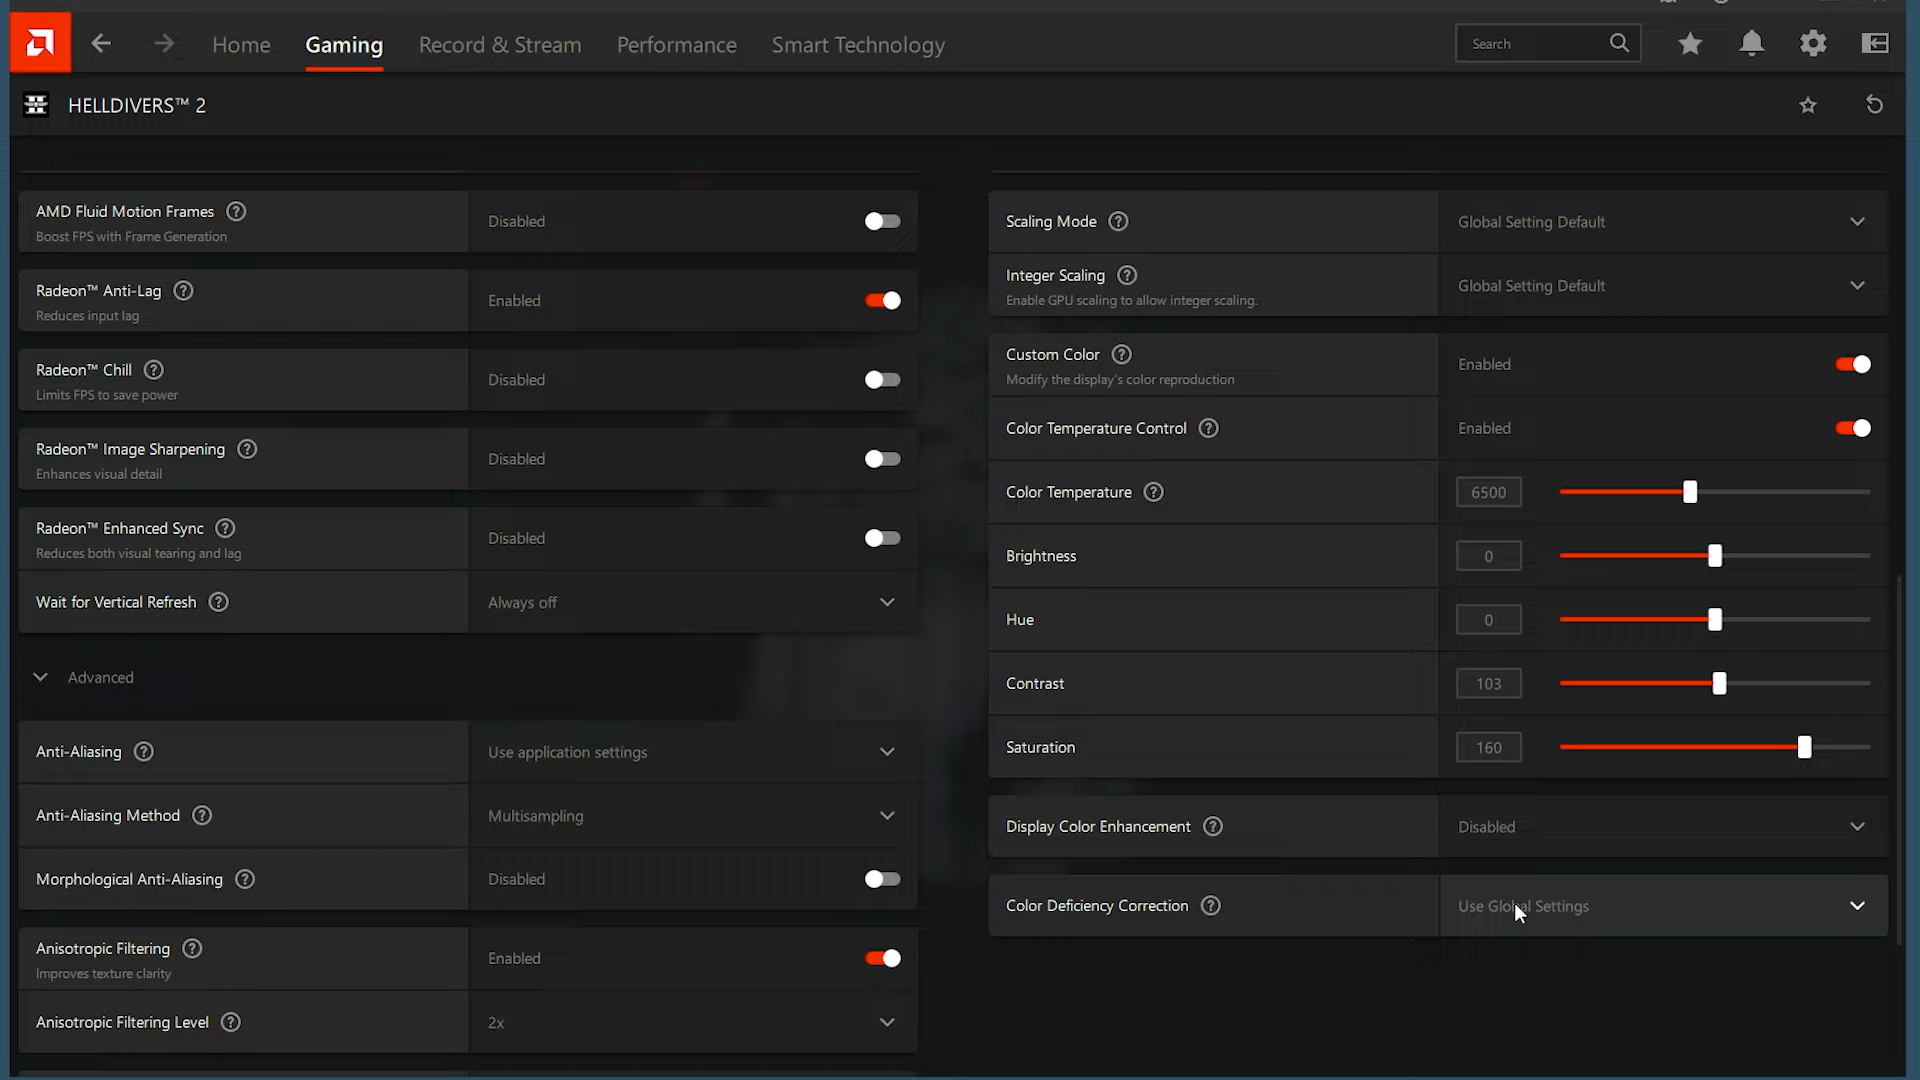 Home
Gaming
Record & Stream
Performance
Smart Technology
Search
HELLDIVERS™ 2
AMD Fluid Motion Frames
Boost FPS with Frame Generation
Disabled
Radeon™ Anti-Lag
Reduces input lag
Enabled
Radeon™ Chill
Limits FPS to save power
Disabled
Radeon™ Image Sharpening
Enhances visual detail
Disabled
Radeon™ Enhanced Sync
Reduces both visual tearing and lag
Disabled
Wait for Vertical Refresh
Always off
Advanced
Anti-Aliasing
Use application settings
Anti-Aliasing Method
Multisampling
Morphological Anti-Aliasing
Disabled
Anisotropic Filtering
Improves texture clarity
Enabled
Anisotropic Filtering Level
2x
Scaling Mode
Global Setting Default
Integer Scaling
Enable GPU scaling to allow integer scaling.
Global Setting Default
Custom Color
Modify the display's color reproduction
Enabled
Color Temperature Control
Enabled
Color Temperature
6500
Brightness
0
Hue
0
Contrast
103
Saturation
160
Display Color Enhancement
Disabled
Color Deficiency Correction
Use Global Settings